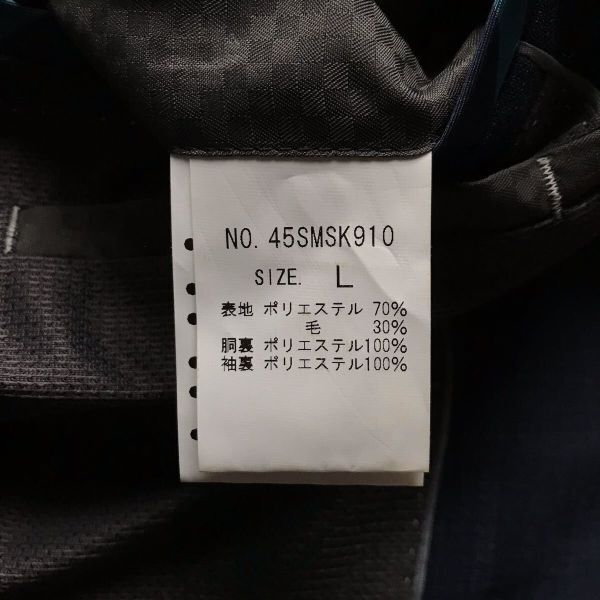 NO. 45SMSK910
SIZE. L
表地 ポリエステル 70%
毛 30%
胴裏 ポリエステル100%
袖裏 ポリエステル100%